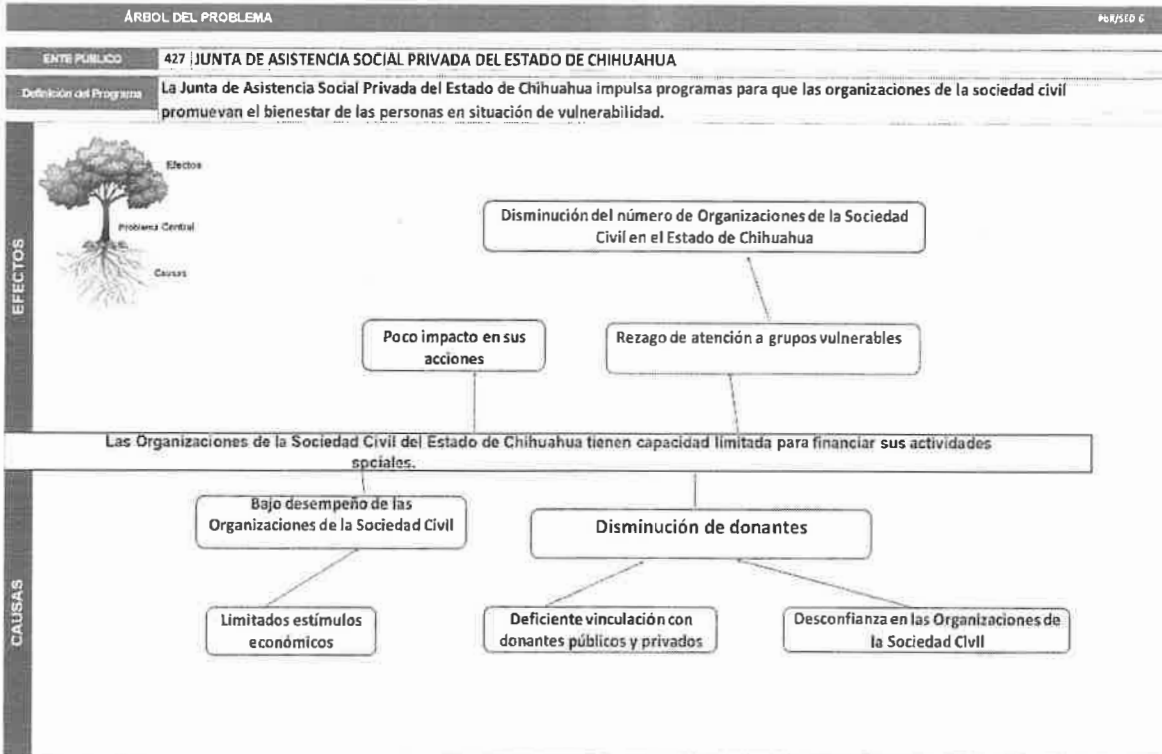 ÁRBOL DEL PROBLEMA
PbR/SED 6
ENTE PÚBLICO
427 JUNTA DE ASISTENCIA SOCIAL PRIVADA DEL ESTADO DE CHIHUAHUA
Definición del Programa
La Junta de Asistencia Social Privada del Estado de Chihuahua impulsa programas para que las organizaciones de la sociedad civil
promuevan el bienestar de las personas en situación de vulnerabilidad.
EFECTOS
Efectos
Problema Central
Causas
Disminución del número de Organizaciones de la Sociedad
Civil en el Estado de Chihuahua
Poco impacto en sus
acciones
Rezago de atención a grupos vulnerables
Las Organizaciones de la Sociedad Civil del Estado de Chihuahua tienen capacidad limitada para financiar sus actividades
sociales.
CAUSAS
Bajo desempeño de las
Organizaciones de la Sociedad Civil
Disminución de donantes
Limitados estímulos
económicos
Deficiente vinculación con
donantes públicos y privados
Desconfianza en las Organizaciones de
la Sociedad Civil